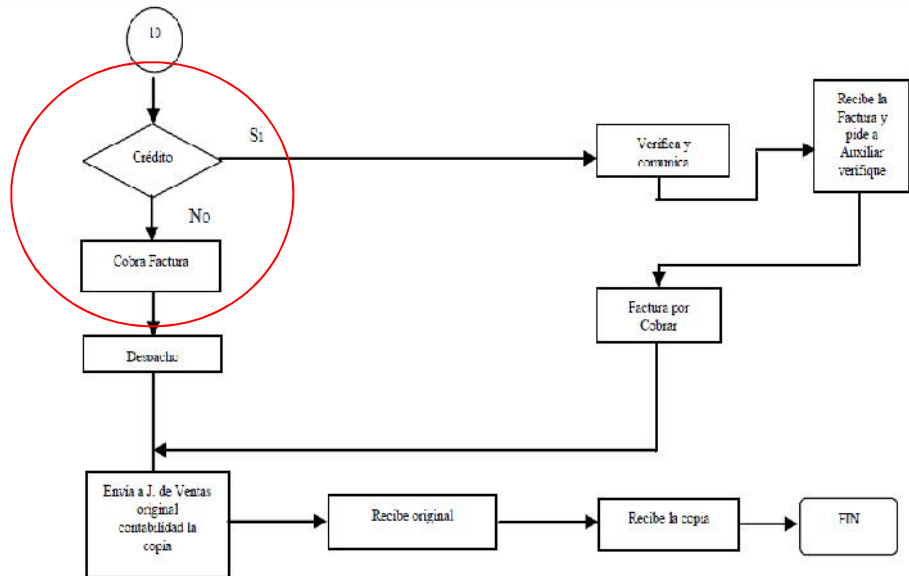 10
Crédito
Si
No
Cobra Factura
Despacho
Verifica y
comunica
Recibe la
Factura y
pide a
Auxiliar
verifique
Factura por
Cobrar
Envía a J. de Ventas
original
contabilidad la
copia
Recibe original
Recibe la copia
FIN